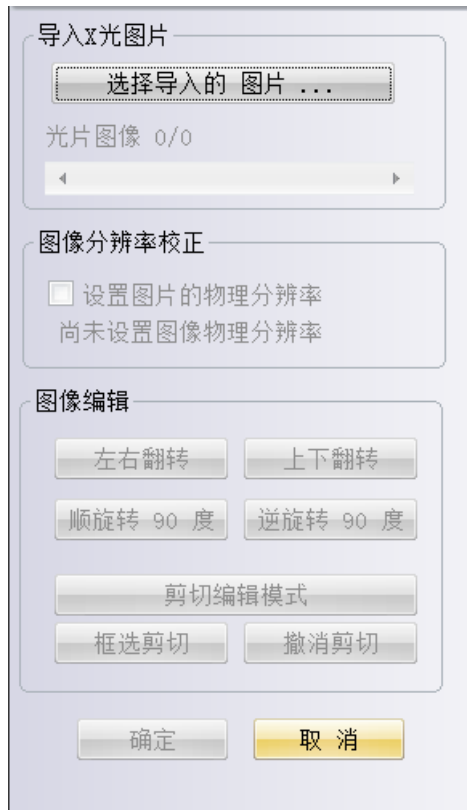 导入X光图片
选择导入的 图片 ...
光片图像 0/0
图像分辨率校正
设置图片的物理分辨率
尚未设置图像物理分辨率
图像编辑
左右翻转 上下翻转
顺旋转 90 度 逆旋转 90 度
剪切编辑模式
框选剪切 撤消剪切
确定 取 消